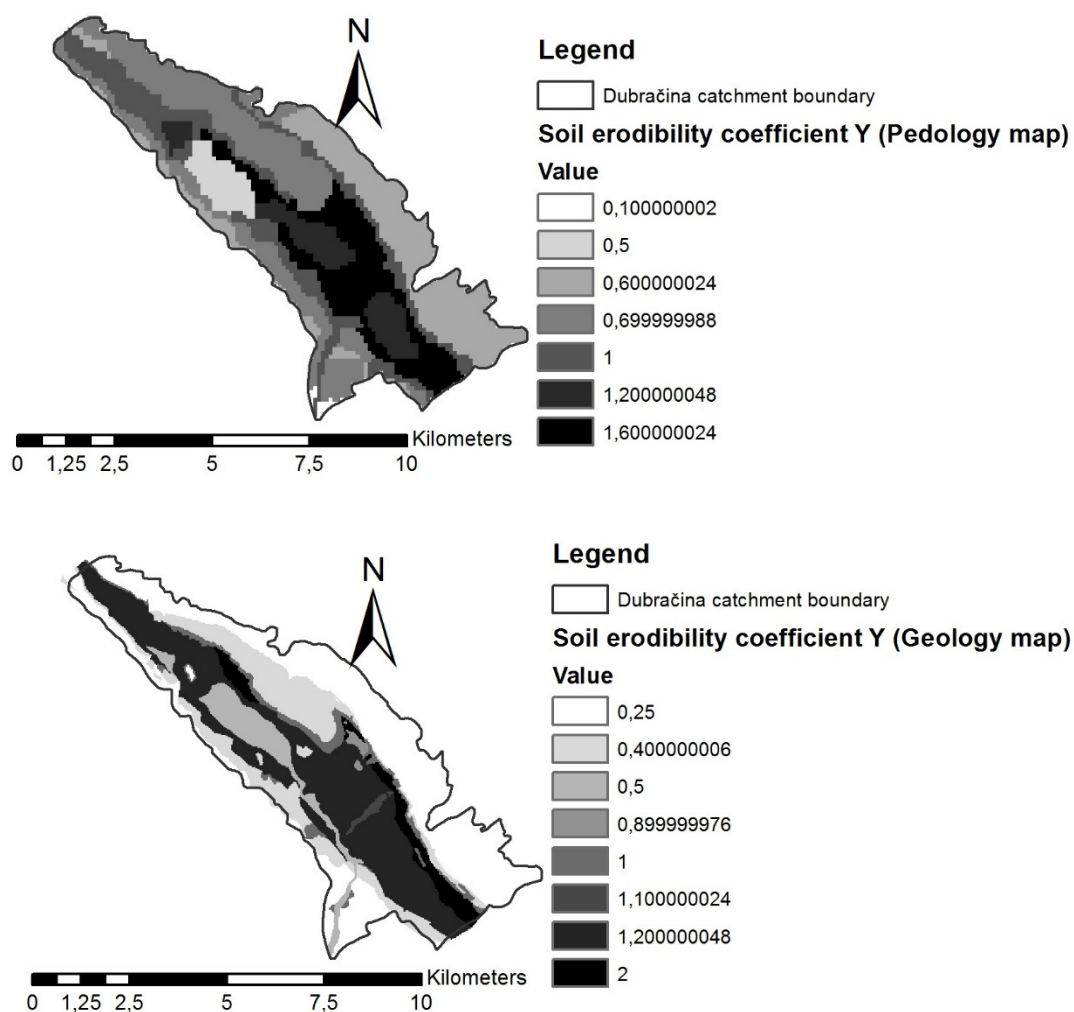 N
Legend
Dubračina catchment boundary
Soil erodibility coefficient Y (Pedology map)
Value
0,100000002
0,5
0,600000024
0,699999988
1
1,200000048
1,600000024
Kilometers
0 1,25 2,5 5 7,5 10
N
Legend
Dubračina catchment boundary
Soil erodibility coefficient Y (Geology map)
Value
0,25
0,400000006
0,5
0,899999976
1
1,100000024
1,200000048
2
Kilometers
0 1,25 2,5 5 7,5 10